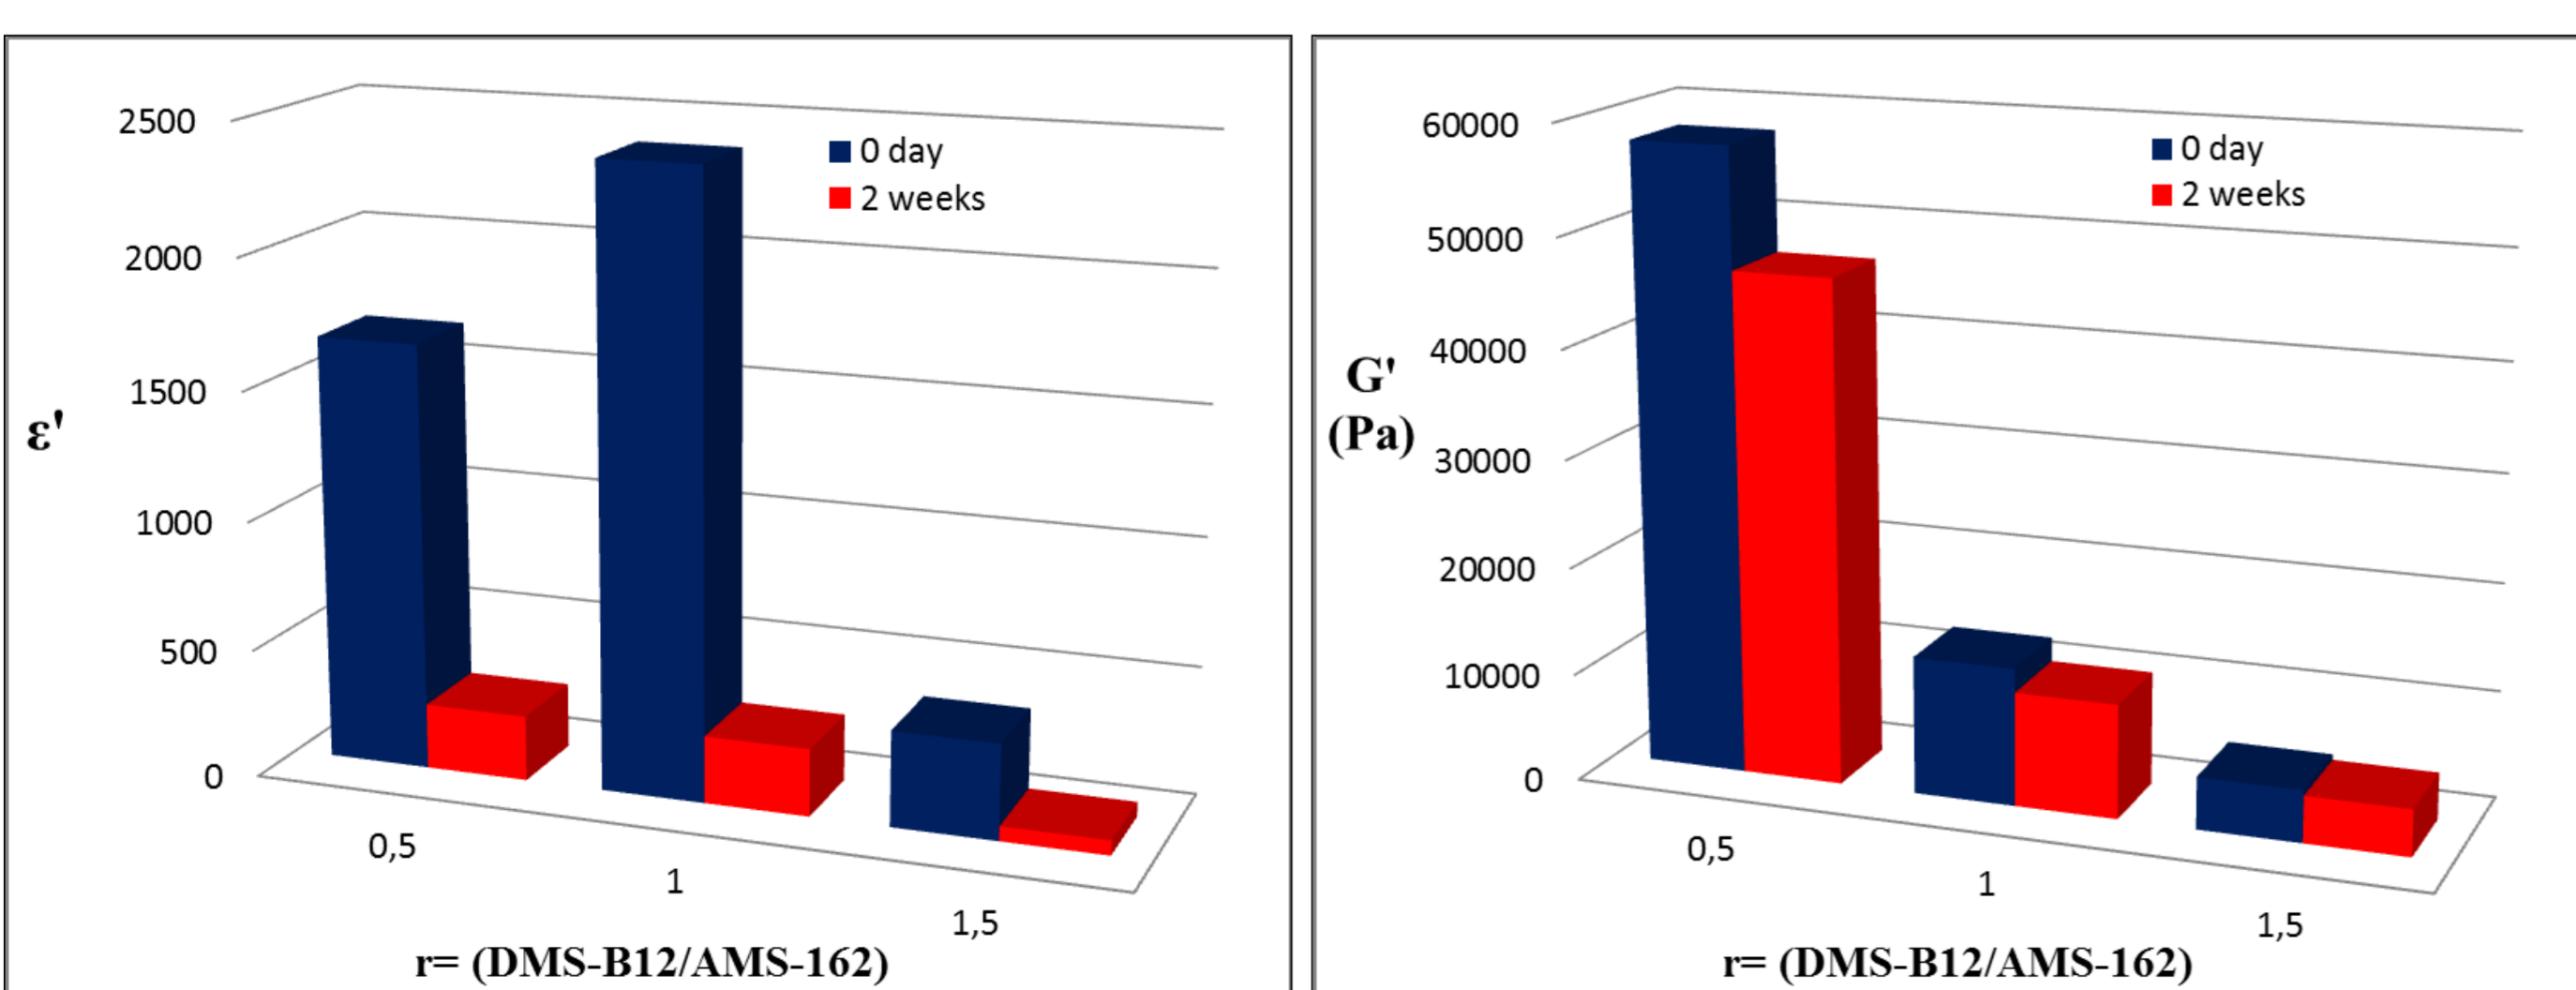 2500
2000
1500
1000
500
0
ε'
0 day
2 weeks
0,5
1
1,5
r= (DMS-B12/AMS-162)
60000
50000
40000
30000
20000
10000
0
G'
(Pa)
0 day
2 weeks
0,5
1
1,5
r= (DMS-B12/AMS-162)